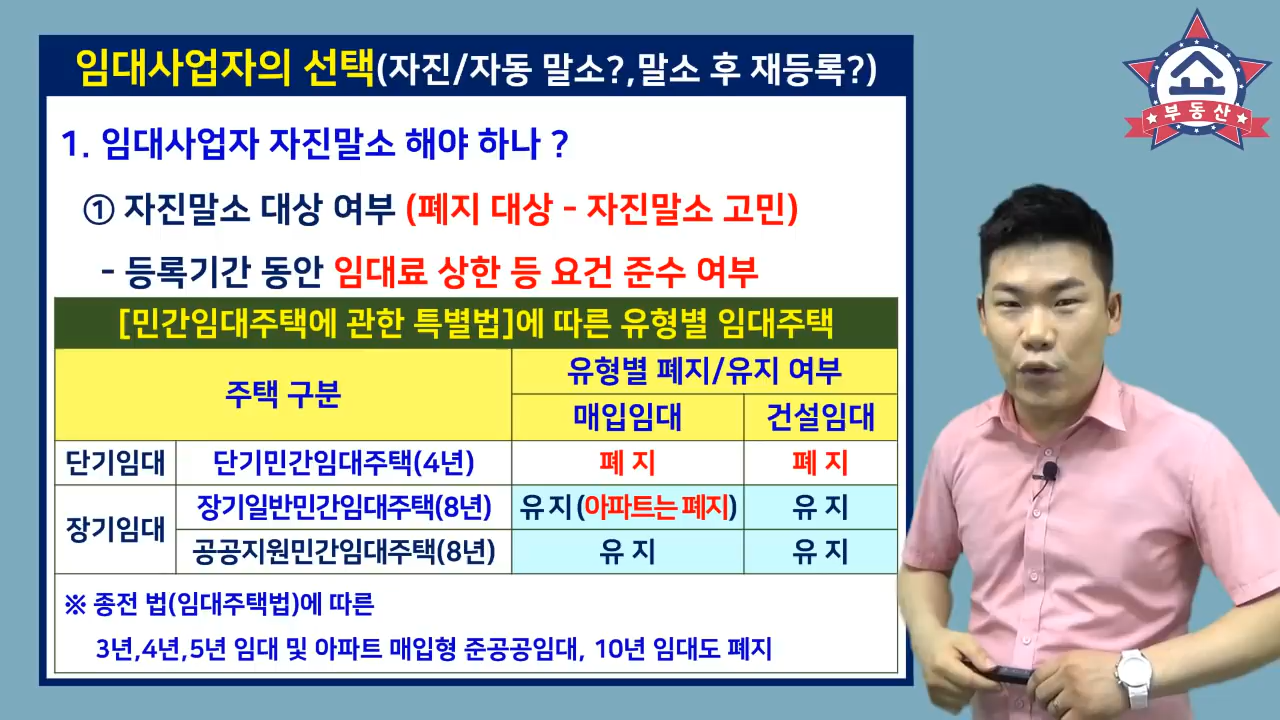 임대사업자의 선택(자진/자동 말소?,말소 후 재등록?)
부동산
1. 임대사업자 자진말소 해야 하나 ?
① 자진말소 대상 여부 (폐지 대상 - 자진말소 고민)
- 등록기간 동안 임대료 상한 등 요건 준수 여부
[민간임대주택에 관한 특별법]에 따른 유형별 임대주택
주택 구분
유형별 폐지/유지 여부
매입임대 건설임대
단기임대 단기민간임대주택(4년) 폐 지 폐 지
장기임대
장기일반민간임대주택(8년) 유 지 (아파트는 폐지) 유 지
공공지원민간임대주택(8년) 유 지 유 지
※ 종전 법(임대주택법)에 따른
3년,4년,5년 임대 및 아파트 매입형 준공공임대, 10년 임대도 폐지